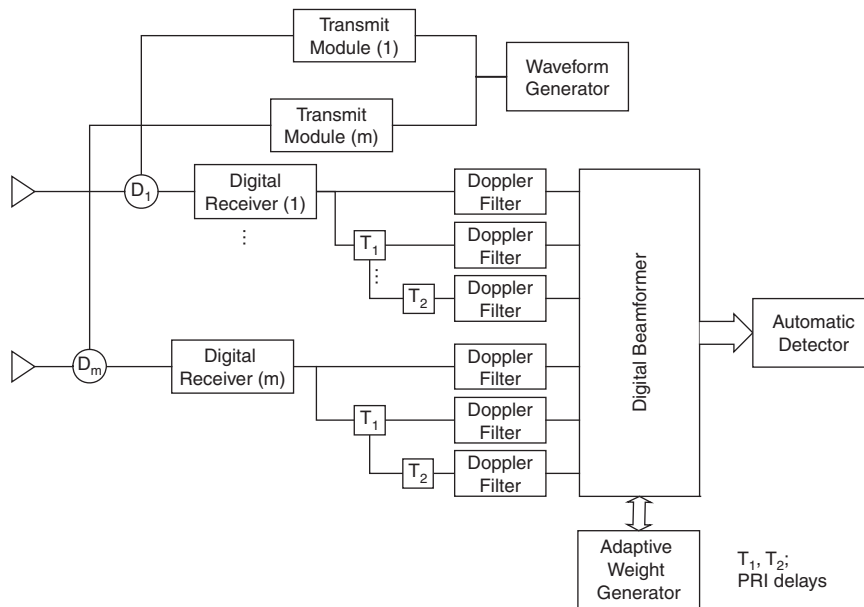 Transmit
Module (1)
Waveform
Generator
Transmit
Module (m)
D1
Digital
Receiver (1)
⋮
Doppler
Filter
T1
Doppler
Filter
⋮
T2
Doppler
Filter
Dm
Digital
Receiver (m)
Doppler
Filter
T1
Doppler
Filter
T2
Doppler
Filter
Digital Beamformer
Automatic
Detector
Adaptive
Weight
Generator
T1, T2;
PRI delays